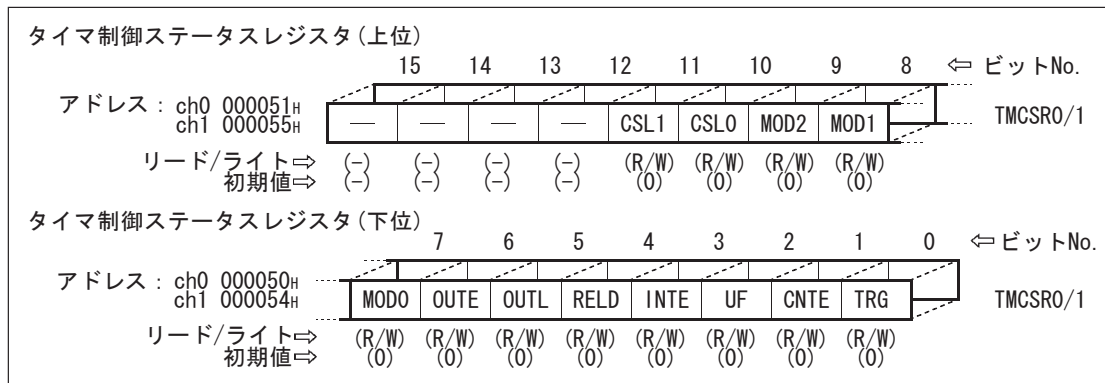 タイマ制御ステータスレジスタ(上位)
15 14 13 12 11 10 9 8 ⇦ ビットNo.
アドレス : ch0 000051H
ch1 000055H
— — — — CSL1 CSL0 MOD2 MOD1 TMCSR0/1
リード/ライト⇨ (-) (-) (-) (-) (R/W) (R/W) (R/W) (R/W)
初期値⇨ (-) (-) (-) (-) (0) (0) (0) (0)
タイマ制御ステータスレジスタ(下位)
7 6 5 4 3 2 1 0 ⇦ ビットNo.
アドレス : ch0 000050H
ch1 000054H
MOD0 OUTE OUTL RELD INTE UF CNTE TRG TMCSR0/1
リード/ライト⇨ (R/W) (R/W) (R/W) (R/W) (R/W) (R/W) (R/W) (R/W)
初期値⇨ (0) (0) (0) (0) (0) (0) (0) (0)